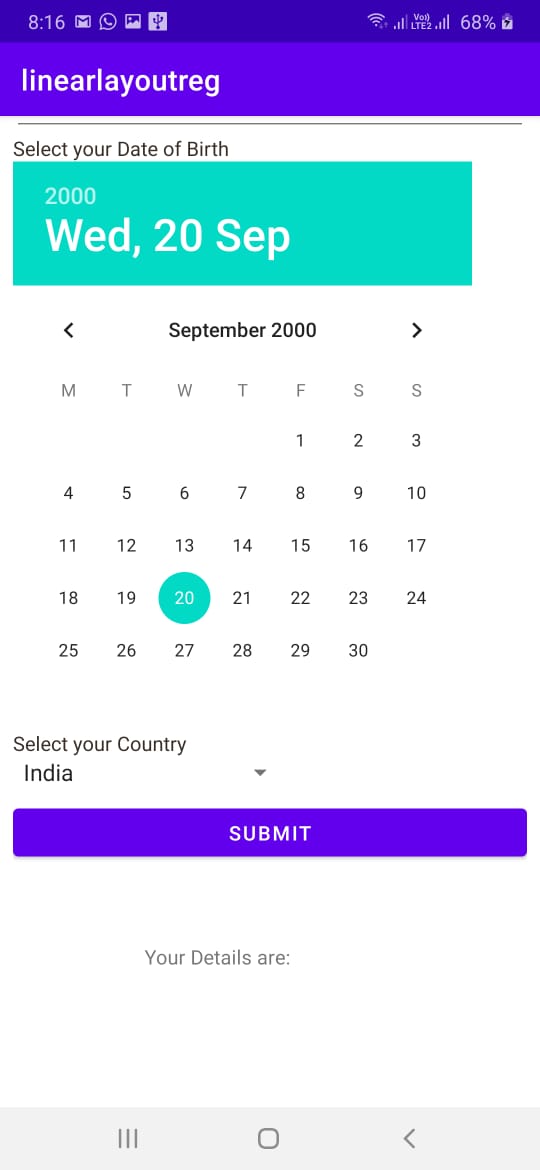 8:16 Vo) LTE2 68%
linearlayoutreg
Select your Date of Birth
2000
Wed, 20 Sep
September 2000
M T W T F S S
1 2 3
4 5 6 7 8 9 10
11 12 13 14 15 16 17
18 19 20 21 22 23 24
25 26 27 28 29 30
Select your Country
India
SUBMIT
Your Details are: